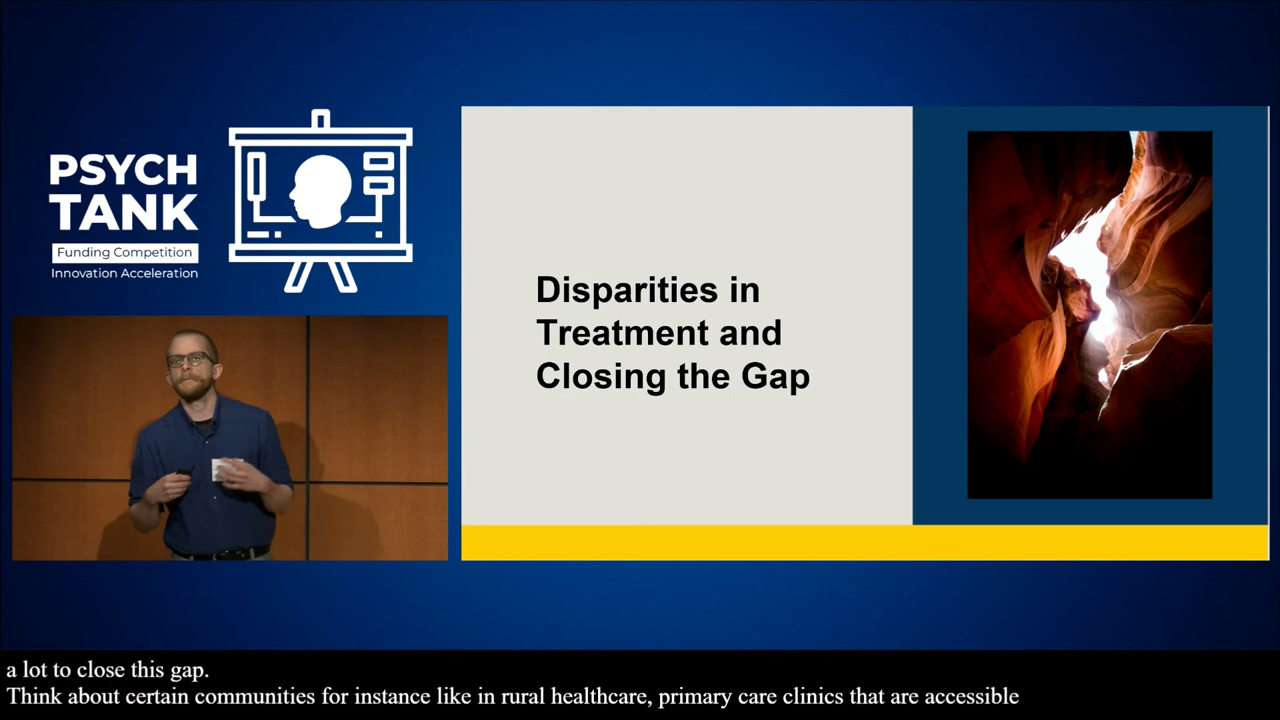 PSYCH
TANK
Funding Competition
Innovation Acceleration
Disparities in
Treatment and
Closing the Gap
a lot to close this gap.
Think about certain communities for instance like in rural healthcare, primary care clinics that are accessible